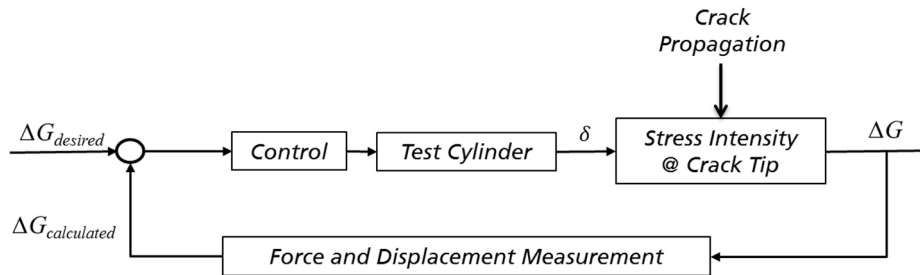 Crack
Propagation
ΔG_desired
Control
Test Cylinder
δ
Stress Intensity
@ Crack Tip
ΔG
ΔG_calculated
Force and Displacement Measurement